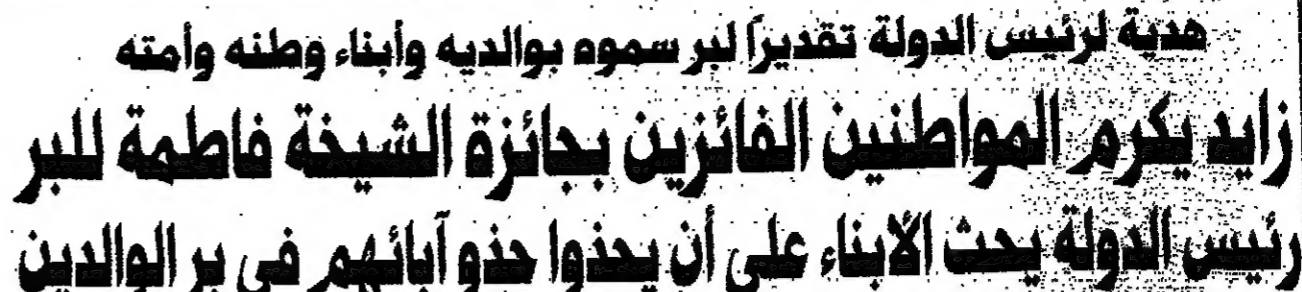 هدية لرئيس الدولة تقديراً لبر سموه بوالديه وأبناء وطنه وأمته
زايد يكرم المواطنين الفائزين بجائزة الشيخة فاطمة للبر
رئيس الدولة يحث الأبناء على أن يحذوا حذو آبائهم في بر الوالدين